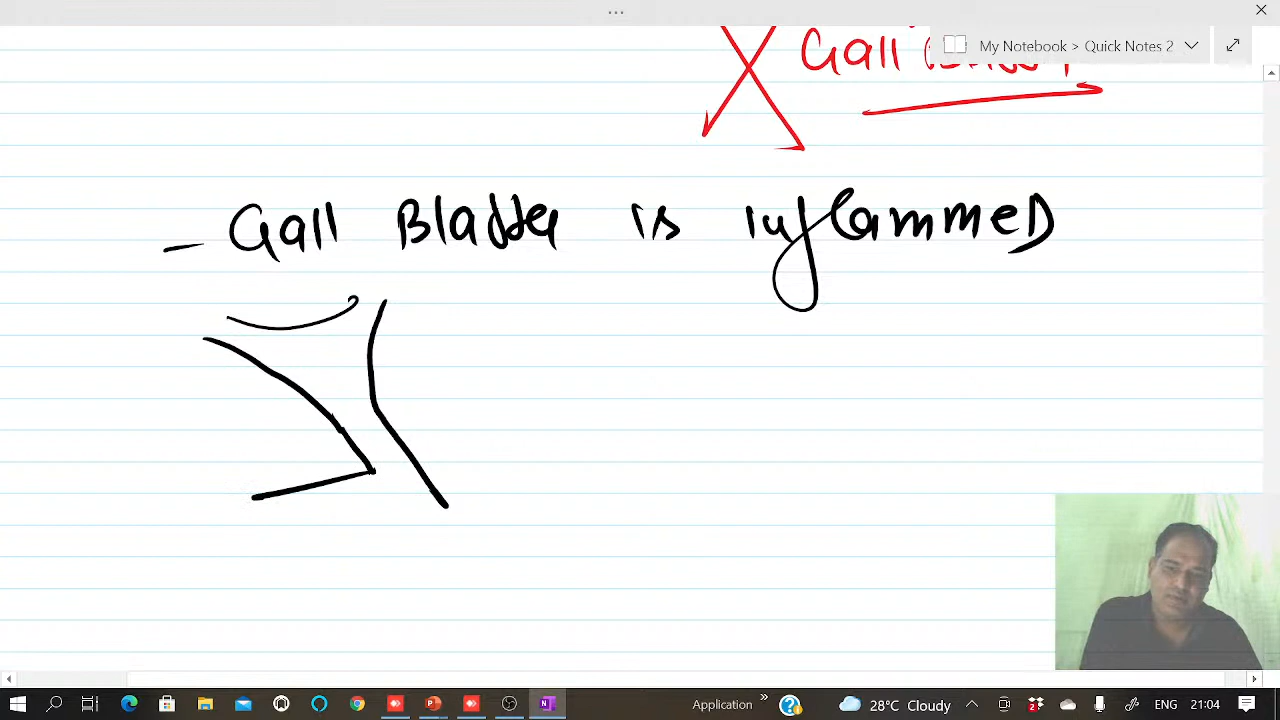 ...
My Notebook > Quick Notes 2
Gall
- Gall Bladder is inflammed
Application
»
28°C Cloudy
ENG
21:04